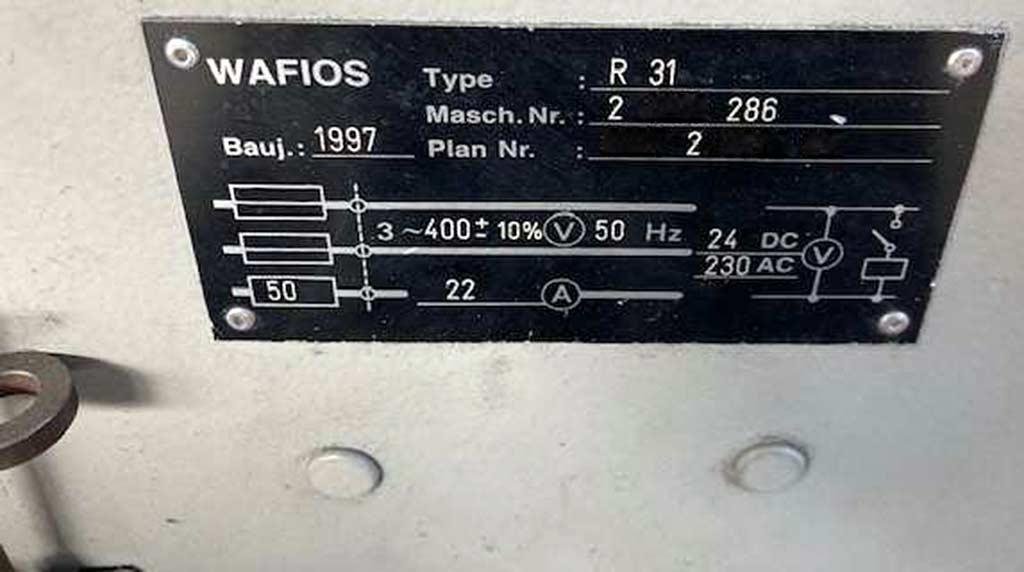 WAFIOS Type : R 31
Masch. Nr. : 2 286
Bauj.: 1997 Plan Nr. : 2
3 ~400 ± 10% V 50 Hz
24 DC V
230 AC
50 22 A